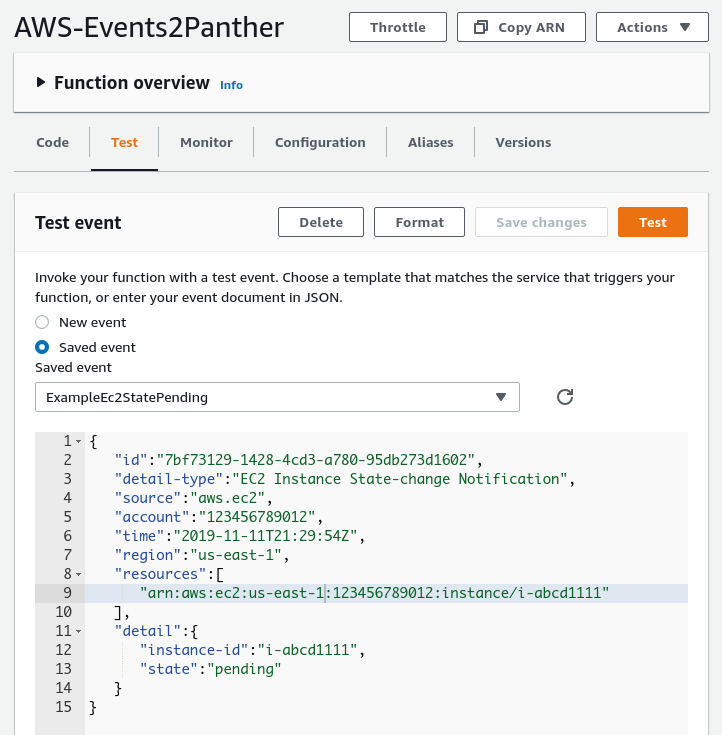 AWS-Events2Panther
Throttle
Copy ARN
Actions
Function overview Info
Code Test Monitor Configuration Aliases Versions
Test event
Delete
Format
Save changes
Test
Invoke your function with a test event. Choose a template that matches the service that triggers your
function, or enter your event document in JSON.
New event
Saved event
Saved event
ExampleEc2StatePending
1 {
2 "id":"7bf73129-1428-4cd3-a780-95db273d1602",
3 "detail-type":"EC2 Instance State-change Notification",
4 "source":"aws.ec2",
5 "account":"123456789012",
6 "time":"2019-11-11T21:29:54Z",
7 "region":"us-east-1",
8 "resources":[
9 "arn:aws:ec2:us-east-1:123456789012:instance/i-abcd1111"
10 ],
11 "detail":{
12 "instance-id":"i-abcd1111",
13 "state":"pending"
14 }
15 }